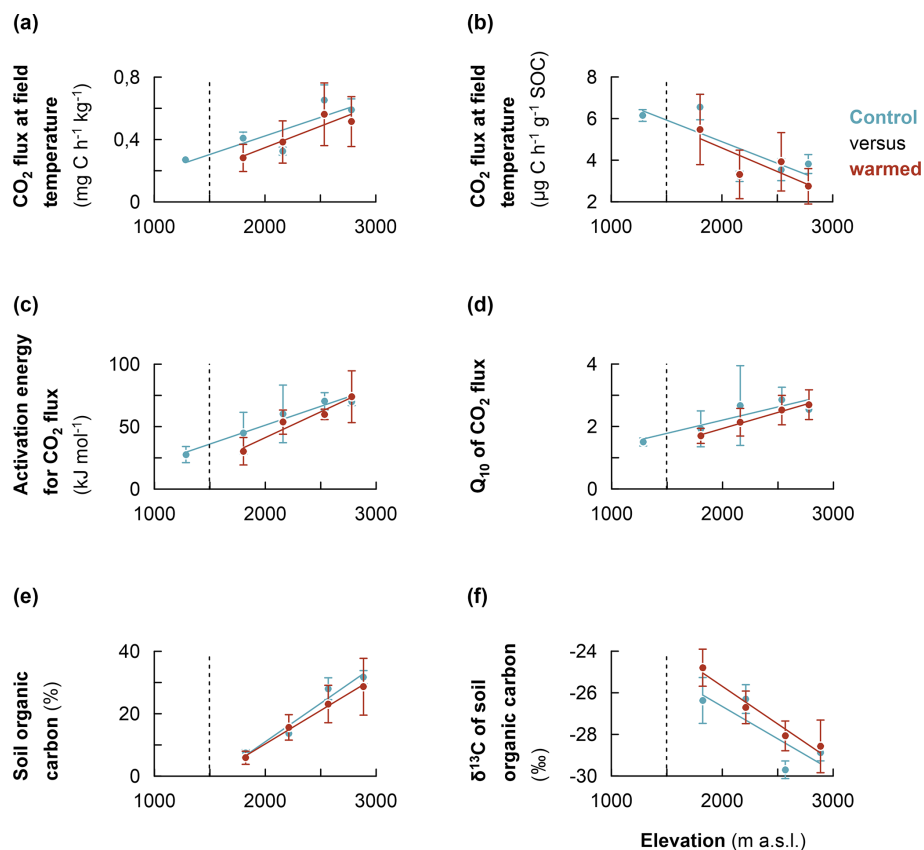 (a)
CO₂ flux at field
temperature
(mg C h⁻¹ kg⁻¹)
0,8
0,4
0
1000 2000 3000
(b)
CO₂ flux at field
temperature
(µg C h⁻¹ g⁻¹ SOC)
8
6
4
2
1000 2000 3000
Control
versus
warmed
(c)
Activation energy
for CO₂ flux
(kJ mol⁻¹)
100
50
0
1000 2000 3000
(d)
Q₁₀ of CO₂ flux
4
2
0
1000 2000 3000
(e)
Soil organic
carbon (%)
40
20
0
1000 2000 3000
(f)
δ¹³C of soil
organic carbon
(‰)
-24
-26
-28
-30
1000 2000 3000
Elevation (m a.s.l.)